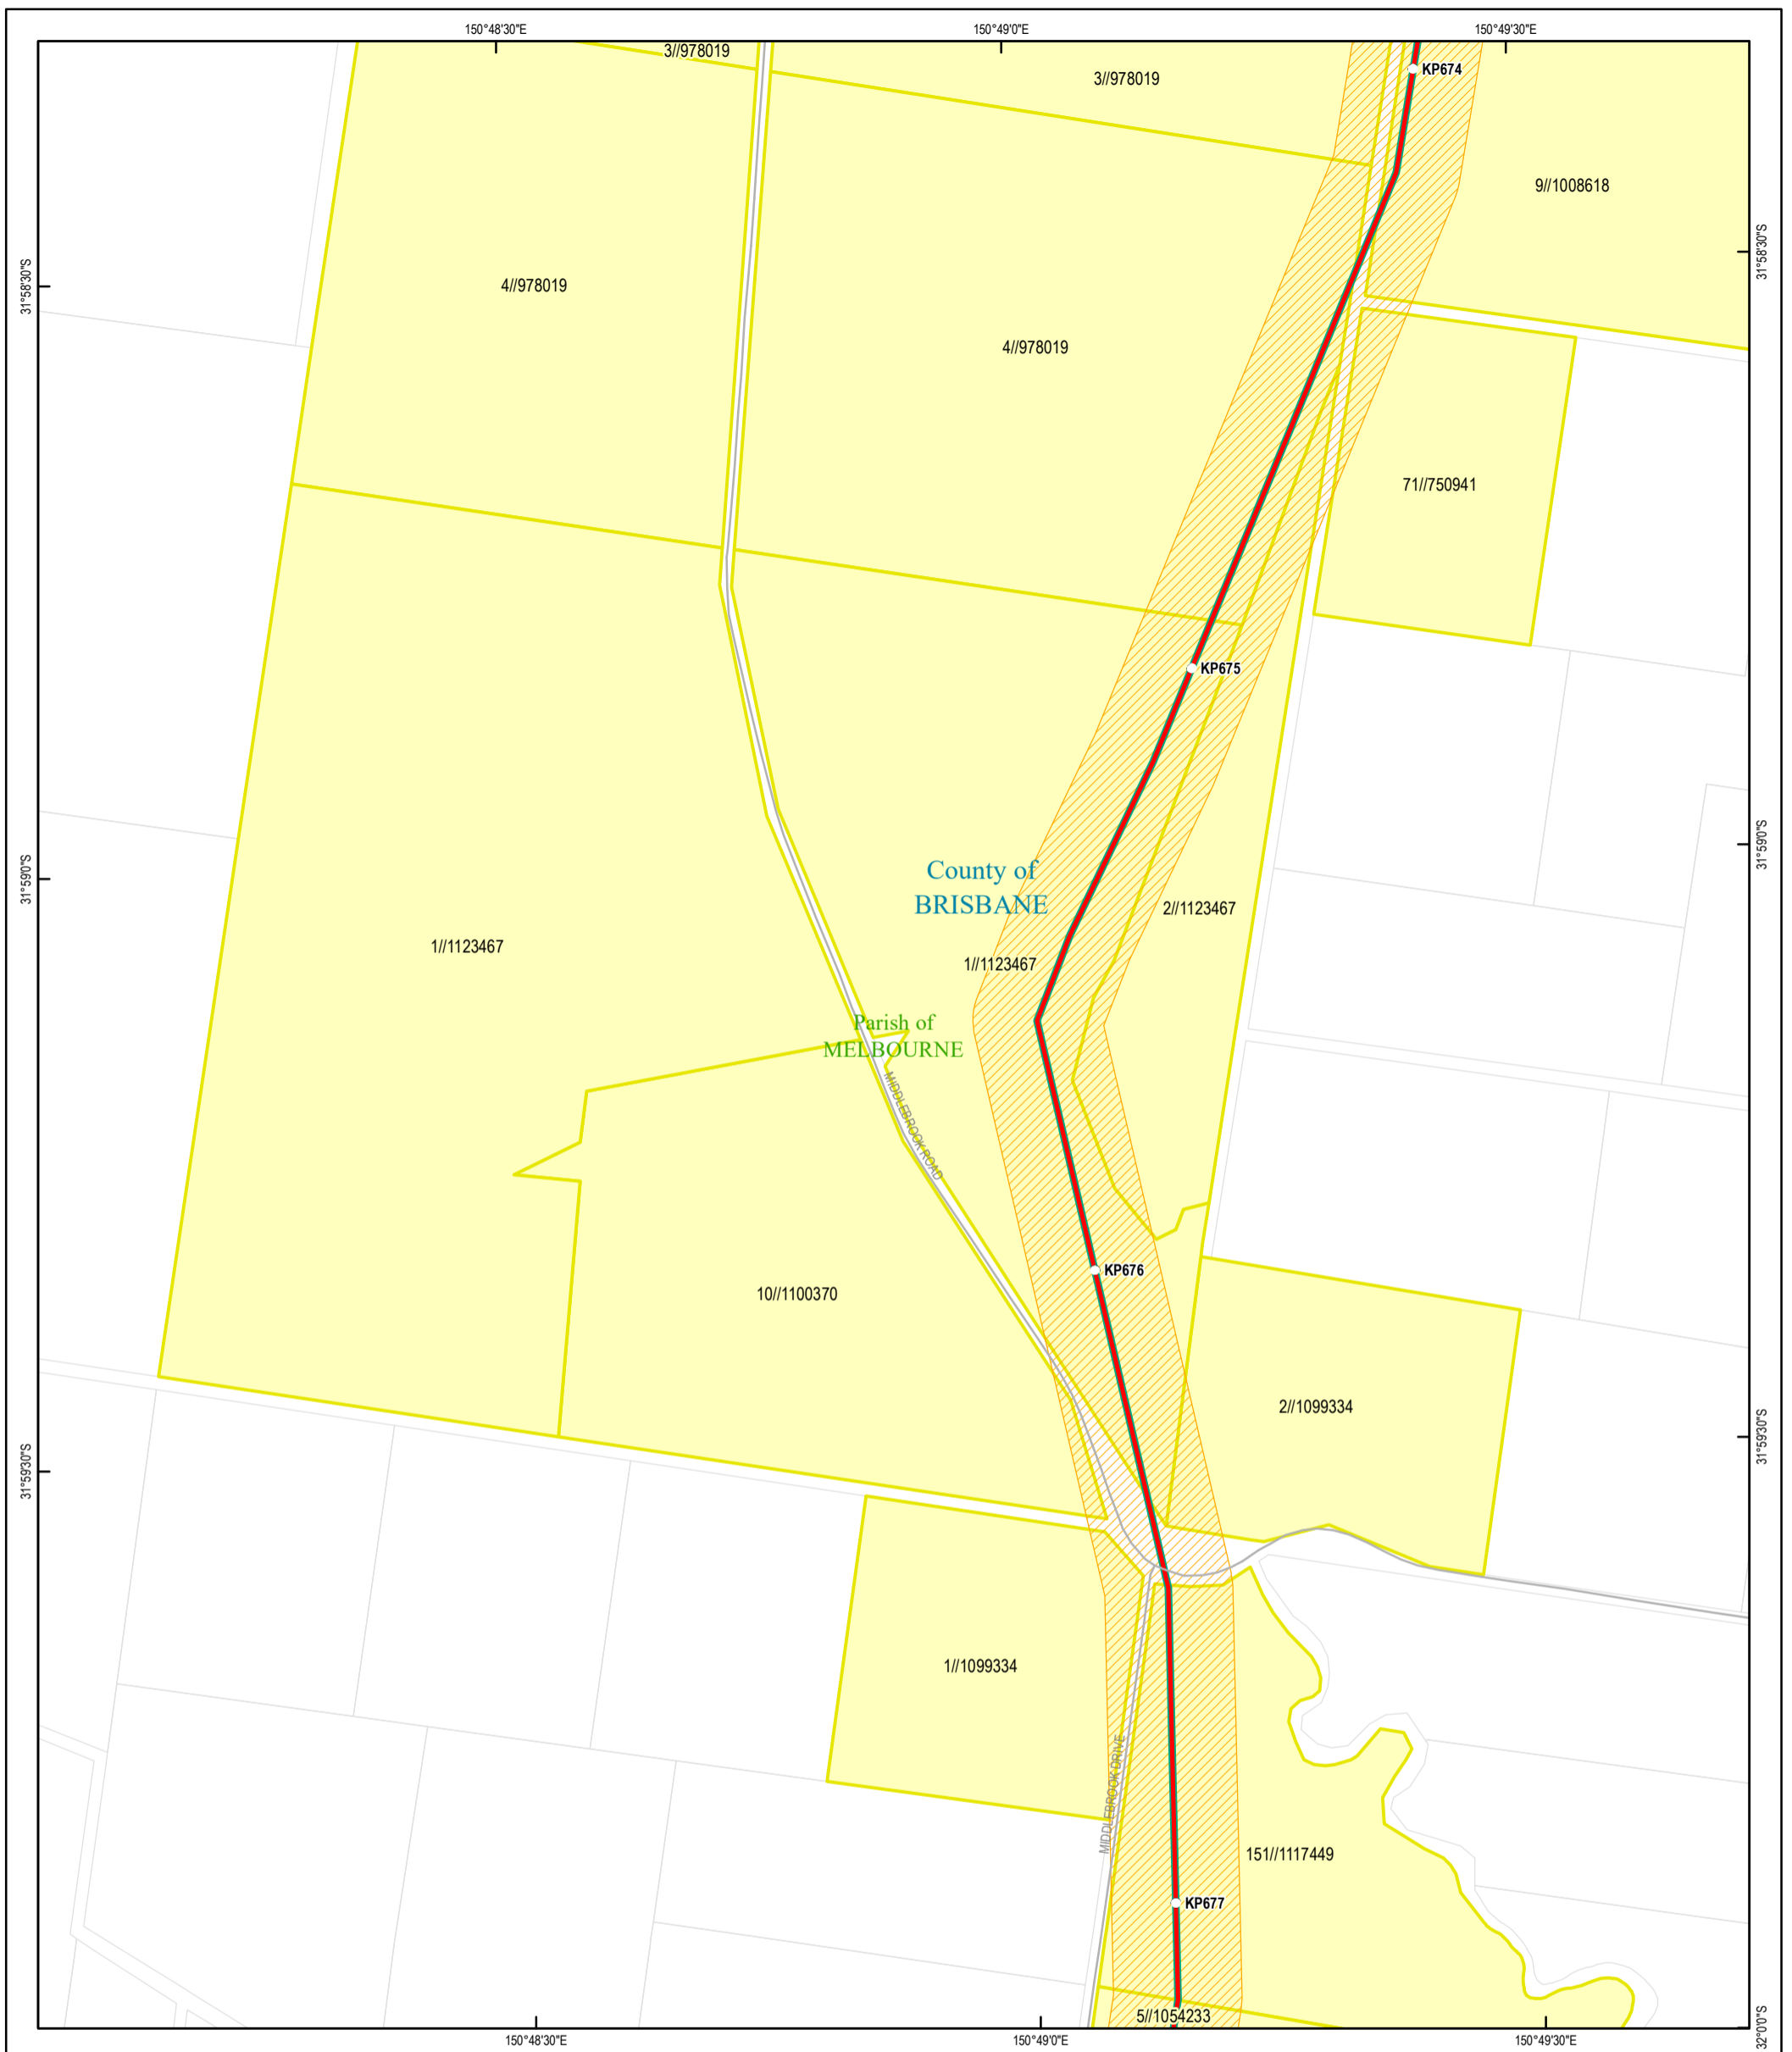 150°48'30"E
150°49'0"E
150°49'30"E
3//978019
3//978019
KP674
9//1008618
31°58'30"S
31°58'30"S
4//978019
4//978019
71//750941
KP675
31°59'0"S
31°59'0"S
County of
BRISBANE
2//1123467
1//1123467
1//1123467
Parish of
MELBOURNE
MIDDLEBROOK ROAD
KP676
10//1100370
2//1099334
31°59'30"S
31°59'30"S
1//1099334
MIDDLEBROOK DRIVE
151//1117449
KP677
5//1054233
32°0'0"S
150°48'30"E
150°49'0"E
150°49'30"E